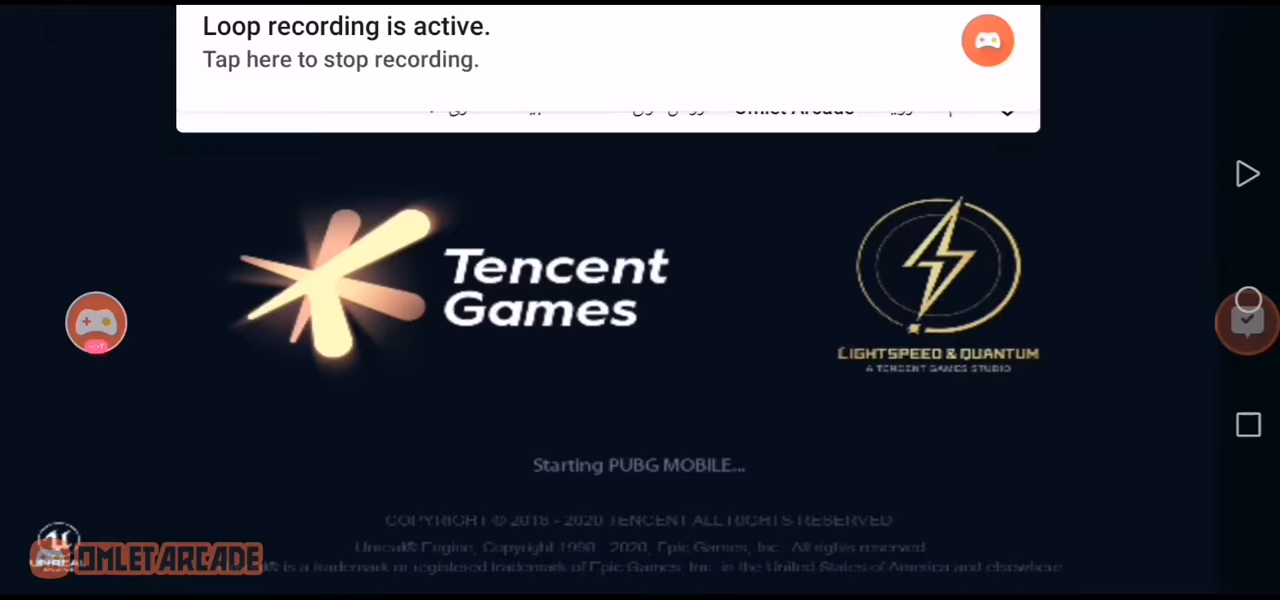 Loop recording is active.
Tap here to stop recording.
Omlet Arcade
Tencent
Games
LIGHTSPEED & QUANTUM
A TENCENT GAMES STUDIO
HOT
Starting PUBG MOBILE...
COPYRIGHT © 2018 - 2020 TENCENT ALL RIGHTS RESERVED
Unreal® Engine, Copyright 1998 - 2020, Epic Games, Inc. All rights reserved
OMLET ARCADE
® is a trademark or registered trademark of Epic Games, Inc. in the United States of America and elsewhere